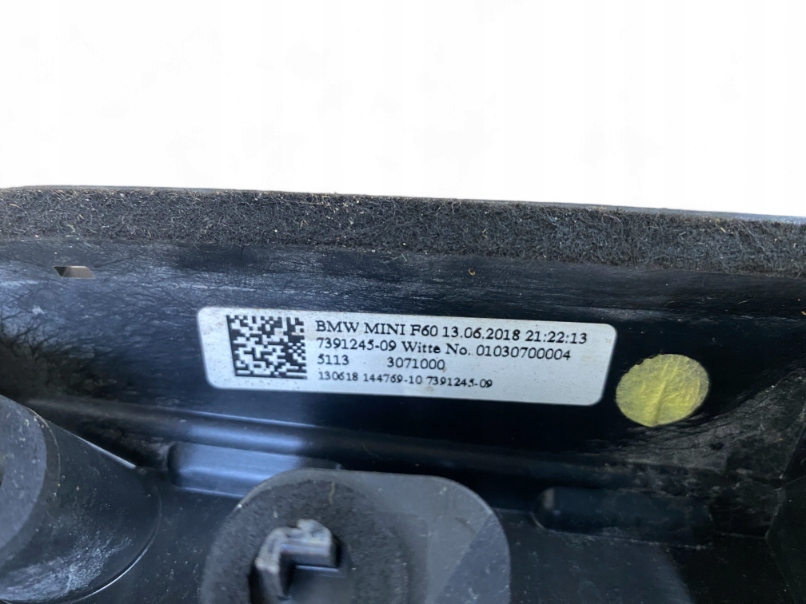 BMW MINI F60 13.06.2018 21:22:13
7391245-09 Witte No. 01030700004
5113 3071000
130618 144769-10 7391245-09